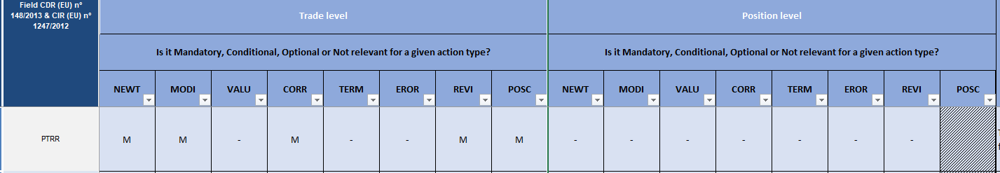 Field CDR (EU) nº
148/2013 & CIR (EU) nº
1247/2012
Trade level
Position level
Is it Mandatory, Conditional, Optional or Not relevant for a given action type?
Is it Mandatory, Conditional, Optional or Not relevant for a given action type?
NEWT MODI VALU CORR TERM EROR REVI POSC NEWT MODI VALU CORR TERM EROR REVI POSC
PTRR M M - M - - M M - - - - - - -